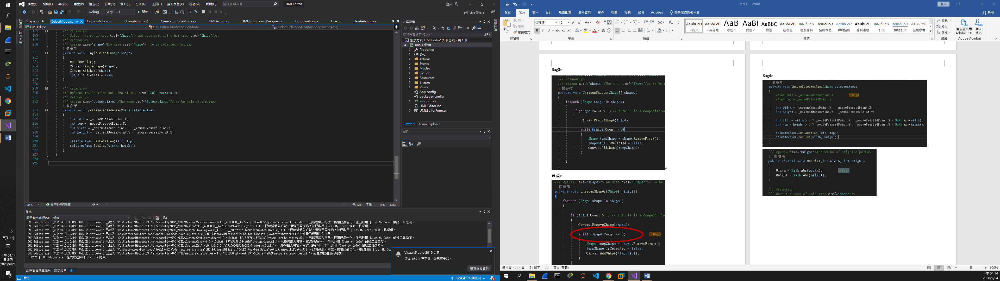 檔案(F) 編輯(E) 檢視(V) 專案(P) 建置(B) 偵錯(D) 測試(S) 分析(N) 工具(T) 延伸模組(X) 視窗(W) 說明(H) 搜尋 (Ctrl+Q) UMLEditor 登入
Debug Any CPU 開始 Live Share
Shape.cs SelectMode.cs UngroupAction.cs GroupAction.cs* GenerationLineMode.cs UMLAction.cs UMLEditorForm.Designer.cs Combination.cs Line.cs DeleteAction.cs
UMLEditor UMLEditor.Modes.SelectMode UpdateSelectedArea(Shape selectedArea)
197 /// <summary>
198 /// Select the given <see cref="Shape"/> and deselects all other <see cref="Shape"/>s.
199 /// </summary>
200 /// <param name="shape">The <see cref="Shape"/> to be selected.</param>
1 個參考
201 private void SingleSelect(Shape shape)
202 {
203 DeselectAll();
204 Canvas.RemoveShape(shape);
205 Canvas.AddShape(shape);
206 shape.IsSelected = true;
207 }
208
209 /// <summary>
210 /// Updates the location and size of <see cref="SelectedArea"/>.
211 /// </summary>
212 /// <param name="selectedArea">The <see cref="SelectedArea"/> to be updated.</param>
1 個參考
213 private void UpdateSelectedArea(Shape selectedArea)
214 {
215 int left = _mousePressedPoint.X;
216 int top = _mousePressedPoint.Y;
217 int width = _currentMousePoint.X - _mousePressedPoint.X;
218 int height = _currentMousePoint.Y - _mousePressedPoint.Y;
219
220 selectedArea.SetLocation(left, top);
221 selectedArea.SetSize(width, height);
222 }
223 }
224 }
225
100 % 找不到任何問題 行: 225 字元: 1 SPC CRLF
方案總管
搜尋方案總管 (Ctrl+;)
解決方案 'UMLEditor' (1 個專案，共 1 個)
UMLEditor
Properties
參考
Actions
Events
Modes
Pseudo
Resources
Shapes
Views
App.config
packages.config
Program.cs
UML Editor.ico
UMLEditorForm.cs
方案總管 Team Explorer
屬性
輸出
顯示輸出來源(S): 偵錯
UML Editor.exe' (CLR v4.0.30319: UML Editor.exe): 已載入 'C:\Windows\Microsoft.Net\assembly\GAC_MSIL\System.Windows.Forms\v4.0_4.0.0.0__b77a5c561934e089\System.Windows.Forms.dll'。已略過載入符號。模組已最佳化，並已啟用 [Just My Code] 偵錯工具選項。
UML Editor.exe' (CLR v4.0.30319: UML Editor.exe): 已載入 'C:\Windows\Microsoft.Net\assembly\GAC_MSIL\System\v4.0_4.0.0.0__b77a5c561934e089\System.dll'。已略過載入符號。模組已最佳化，並已啟用 [Just My Code] 偵錯工具選項。
UML Editor.exe' (CLR v4.0.30319: UML Editor.exe): 已載入 'C:\Windows\Microsoft.Net\assembly\GAC_MSIL\System.Drawing\v4.0_4.0.0.0__b03f5f7f11d50a3a\System.Drawing.dll'。已略過載入符號。模組已最佳化，並已啟用 [Just My Code] 偵錯工具選項。
UML Editor.exe' (CLR v4.0.30319: UML Editor.exe): 已載入 'C:\Users\user\Downloads\Week1\HW2 Code tracing training\UML-Editor\UMLEditor\UMLEditor\bin\Debug\MetroFramework.dll'。建置的模組沒有符號。
UML Editor.exe' (CLR v4.0.30319: UML Editor.exe): 已載入 'C:\Windows\Microsoft.Net\assembly\GAC_MSIL\System.Configuration\v4.0_4.0.0.0__b03f5f7f11d50a3a\System.Configuration.dll'。已略過載入符號。模組已最佳化，並已啟用 [Just My Code] 偵錯工具選項。
UML Editor.exe' (CLR v4.0.30319: UML Editor.exe): 已載入 'C:\Windows\Microsoft.Net\assembly\GAC_MSIL\System.Core\v4.0_4.0.0.0__b77a5c561934e089\System.Core.dll'。已略過載入符號。模組已最佳化，並已啟用 [Just My Code] 偵錯工具選項。
UML Editor.exe' (CLR v4.0.30319: UML Editor.exe): 已載入 'C:\Windows\Microsoft.Net\assembly\GAC_MSIL\System.Xml\v4.0_4.0.0.0__b77a5c561934e089\System.Xml.dll'。已略過載入符號。模組已最佳化，並已啟用 [Just My Code] 偵錯工具選項。
UML Editor.exe' (CLR v4.0.30319: UML Editor.exe): 已載入 'C:\Users\user\Downloads\Week1\HW2 Code tracing training\UML-Editor\UMLEditor\UMLEditor\bin\Debug\MetroFramework.Fonts.dll'。已略過載入符號。模組已最佳化，並已啟用 [Just My Co
UML Editor.exe' (CLR v4.0.30319: UML Editor.exe): 已載入 'C:\Windows\Microsoft.Net\assembly\GAC_MSIL\mscorlib.resources\v4.0_4.0.0.0_zh-Hant_b77a5c561934e089\mscorlib.resources.dll'。建置的模組沒有符號。
'[12028] UML Editor.exe' 程式以返回碼 0 (0x0) 結束。
套件管理器主控台 錯誤清單 輸出
Visual Studio 2019 更新
版本 16.7.4 已下載，並已可安裝。
檢視詳細資料
就緒 新增至原始檔控制 3
英
下午 04:14
星期四
2020/9/24
3
文件1 - Word 登入
檔案 常用 插入 設計 版面配置 參考資料 郵件 校閱 檢視 說明 Acrobat 告訴我您想做什麼 共用
貼上 剪下 複製 複製格式 標楷體 12
AaBbCcD 內文 AaBbCcD 無間距 AaB 標題 1 AaBl 標題 2 AaBbC 標題 AaBbCcD 副標題 AaBbCcD 區別強調 AaBbCcD 強調斜體 AaBbCcD 鮮明強調 AaBbCcD 強調粗體 AaBbCcD 引文 AaBbCcD 鮮明引文 AaBbCcD 區別參考
尋找 取代 選取 建立並共用 Adobe PDF 請求 簽名
剪貼簿 字型 段落 樣式 編輯 Adobe Acrobat
Bug3
/// </summary>
/// <param name="shapes">The <see cref="Shape"/>s to be
1 個參考
private void UngroupShapes(Shape[] shapes)
{
foreach (Shape shape in shapes)
{
if (shape.Count > 1) // Then it is a composittion
{
Canvas.RemoveShape(shape);
while (shape.Count > 0)
{
Shape tempShape = shape.RemoveFirst();
tempShape.IsSelected = false;
Canvas.AddShape(tempShape);
}
}
}
}
改成
/// <param name="shapes">The <see cref="Shape"/>s to be
1 個參考
private void UngroupShapes(Shape[] shapes)
{
foreach (Shape shape in shapes)
{
if (shape.Count > 1) // Then it is a composittion
{
Canvas.RemoveShape(shape);
while (shape.Count == 0) //Bug3
{
Shape tempShape = shape.RemoveFirst();
tempShape.IsSelected = false;
Canvas.AddShape(tempShape);
}
}
Bug4
1 個參考
private void UpdateSelectedArea(Shape selectedArea)
{
//int left = _mousePressedPoint.X; //Bug4
//int top = _mousePressedPoint.Y;
int width = _currentMousePoint.X - _mousePressedPoint.X;
int height = _currentMousePoint.Y - _mousePressedPoint.Y;
int left = width > 0 ? _mousePressedPoint.X : _mousePressedPoint.X - Math.Abs(width);
int top = height > 0 ? _mousePressedPoint.Y : _mousePressedPoint.Y - Math.Abs(height);
selectedArea.SetLocation(left, top);
selectedArea.SetSize(width, height);
}
/// <param name="height">The value of height.</param>
11 個參考
public virtual void SetSize(int width, int height)
{
Width = Math.Abs(width); //Bug4
Height = Math.Abs(height);
}
/// <summary>
/// Sets the name of this <see cref="Shape"/>.
第 4 頁，共 4 頁 21 個字 英文 (美國) 100%
下午 04:14
2020/9/24